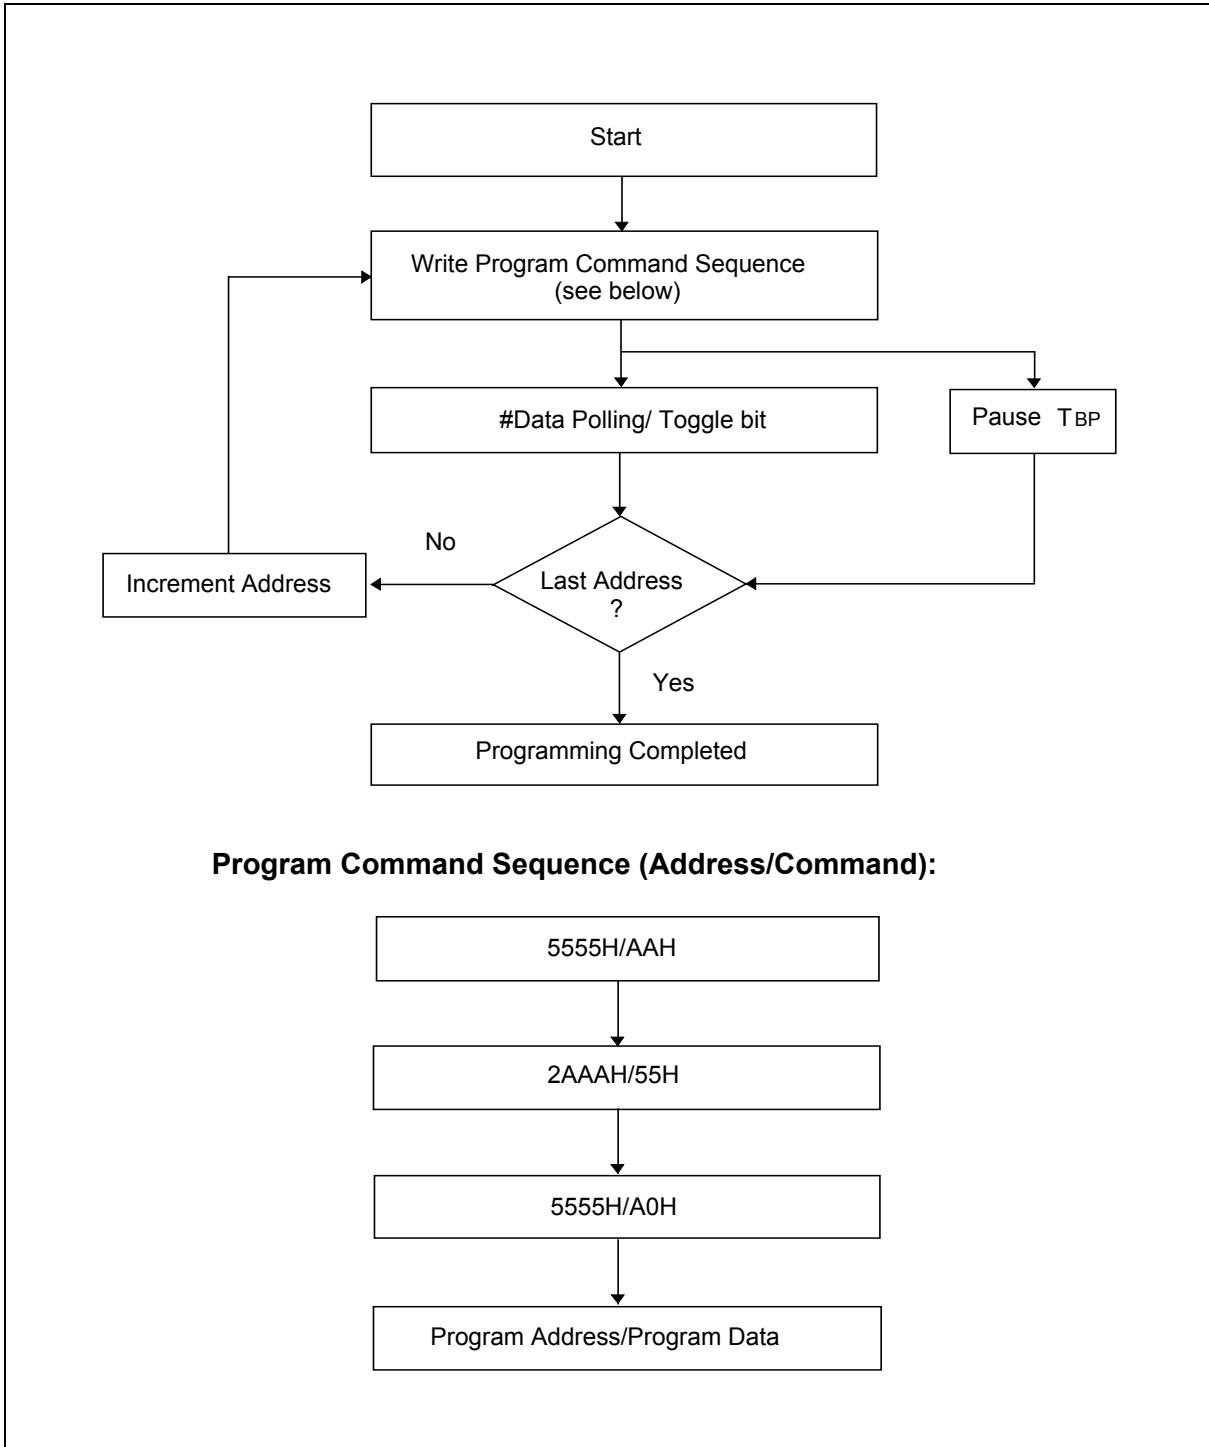 Start
Write Program Command Sequence
(see below)
#Data Polling/ Toggle bit
Pause TBP
No
Last Address
?
Increment Address
Yes
Programming Completed
Program Command Sequence (Address/Command):
5555H/AAH
2AAAH/55H
5555H/A0H
Program Address/Program Data